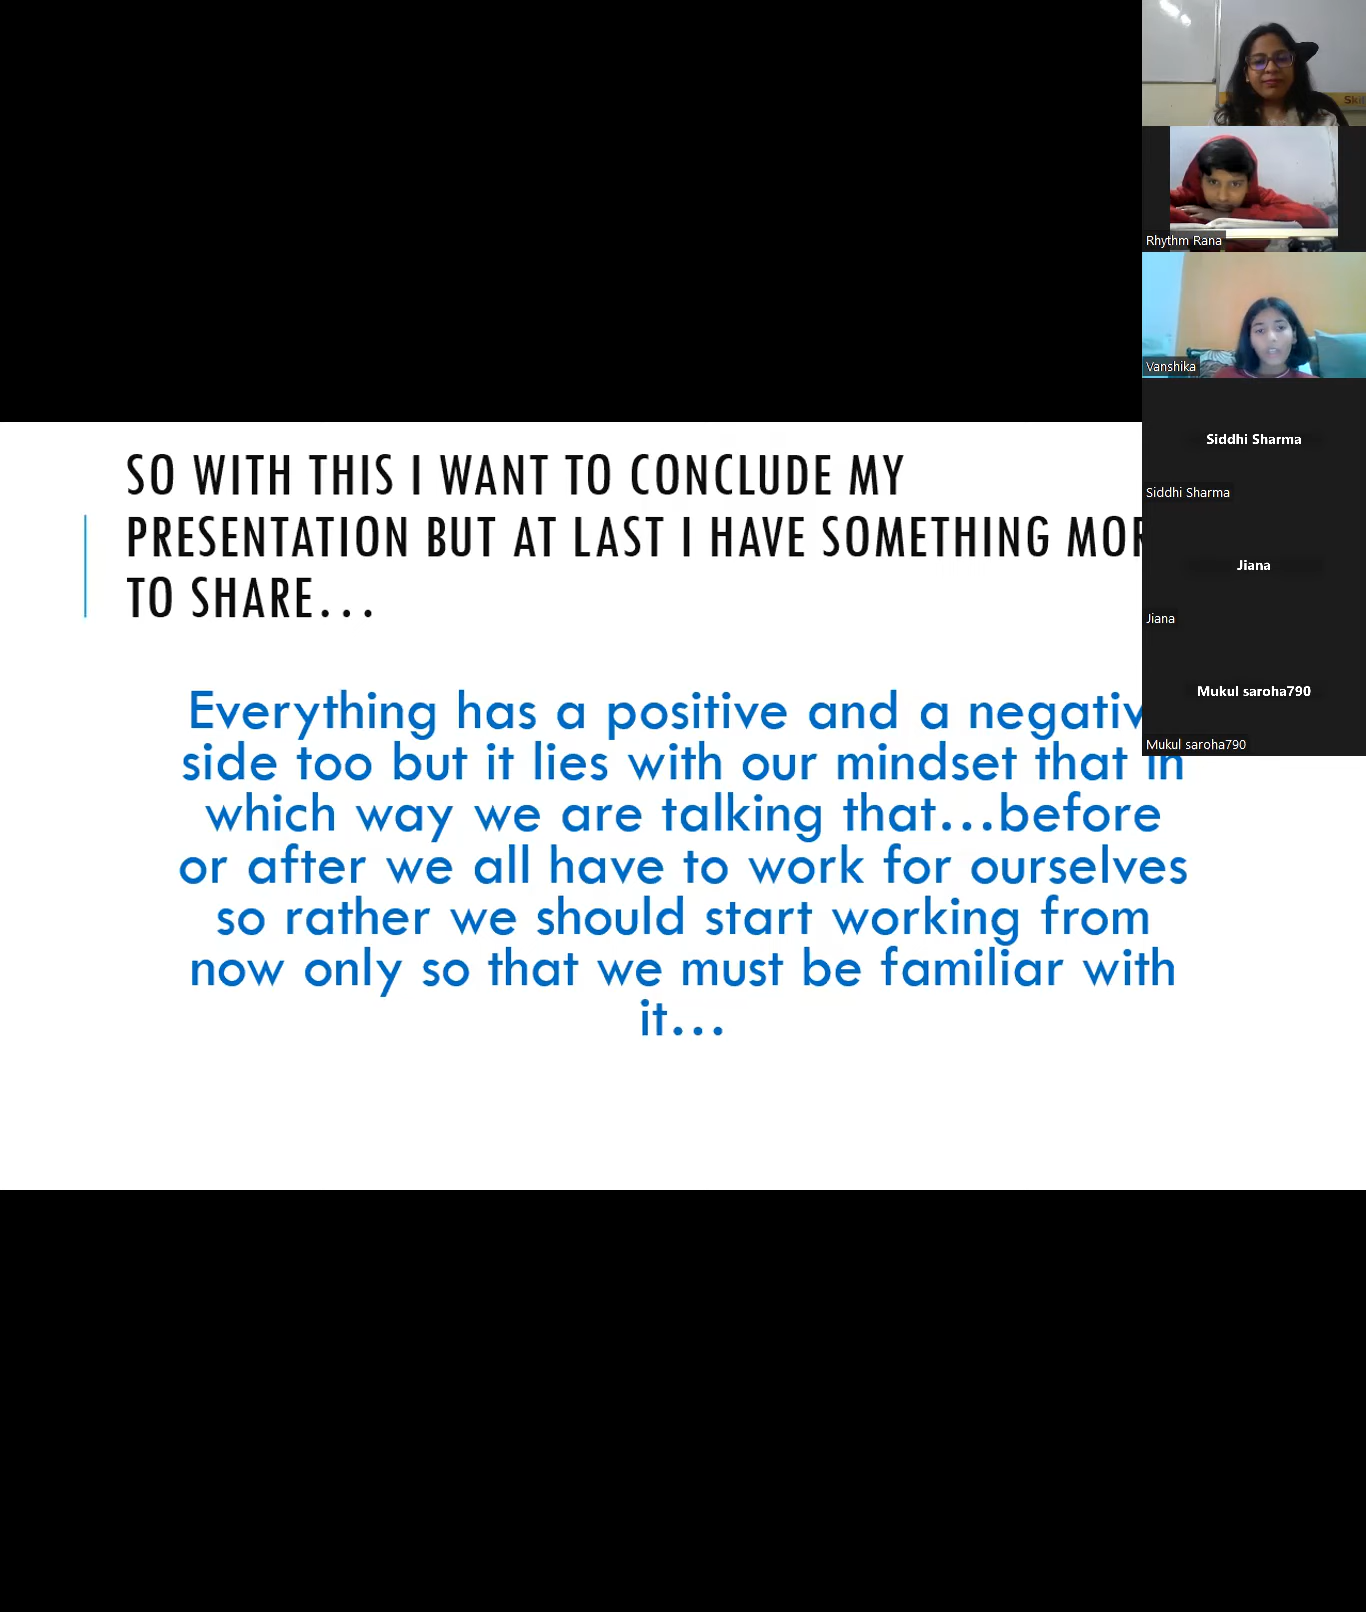 SO WITH THIS I WANT TO CONCLUDE MY
PRESENTATION BUT AT LAST I HAVE SOMETHING
TO SHARE...
Everything has a positive and a
side too but it lies with our mindset that in
which way we are talking that...before
or after we all have to work for ourselves
so rather we should start working from
now only so that we must be familiar with
it...
Skil
Rhythm Rana
Vanshika
Siddhi Sharma
Siddhi Sharma
Jiana
Jiana
Mukul saroha790
Mukul saroha790